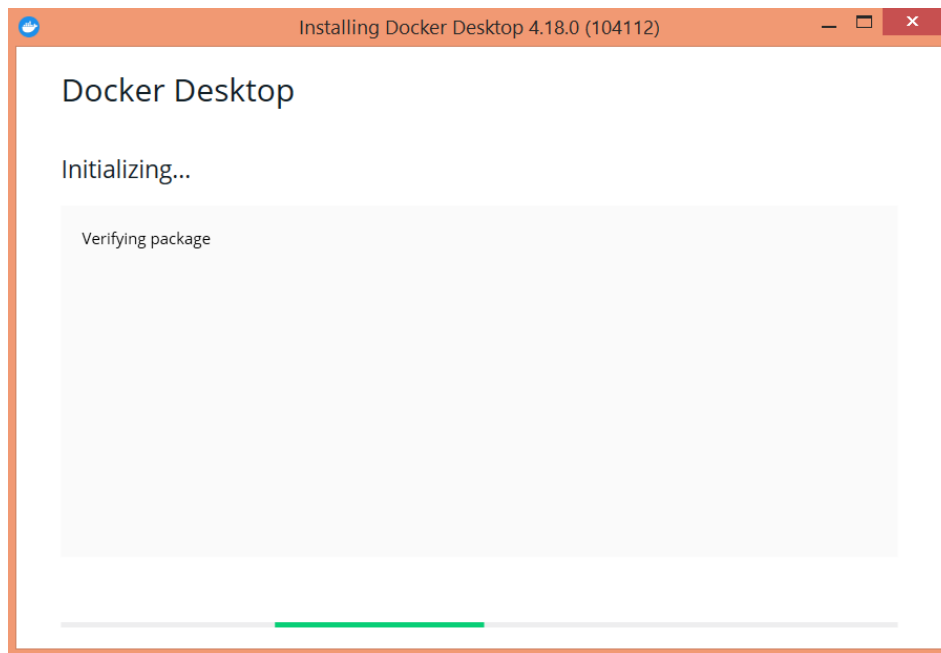 Installing Docker Desktop 4.18.0 (104112)
Docker Desktop
Initializing...
Verifying package